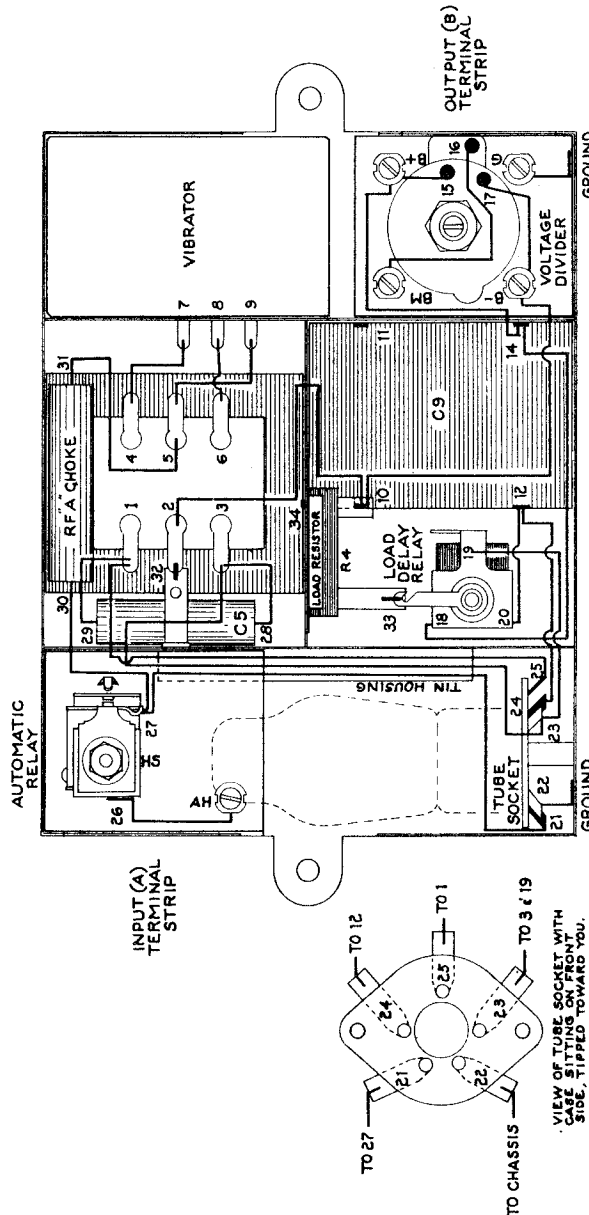 AUTOMATIC
RELAY
INPUT (A)
TERMINAL
STRIP
26
HS
27
HA
29
30
RF "A" CHOKE
31
1
2
3
4
5
6
32
C5
28
7
8
9
VIBRATOR
34
LOAD RESISTOR
R4
10
11
C9
12
14
LOAD DELAY
RELAY
33
18
19
20
15
16
17
B+
G
BM
B-
VOLTAGE
DIVIDER
OUTPUT (B)
TERMINAL
STRIP
GROUND
TIN HOUSING
TUBE
SOCKET
21
22
23
24
25
GROUND
TO 12
TO 1
TO 3 & 19
TO 27
TO CHASSIS
24
25
23
21
22
VIEW OF TUBE SOCKET WITH
CASE SITTING ON FRONT
SIDE, TIPPED TOWARD YOU.